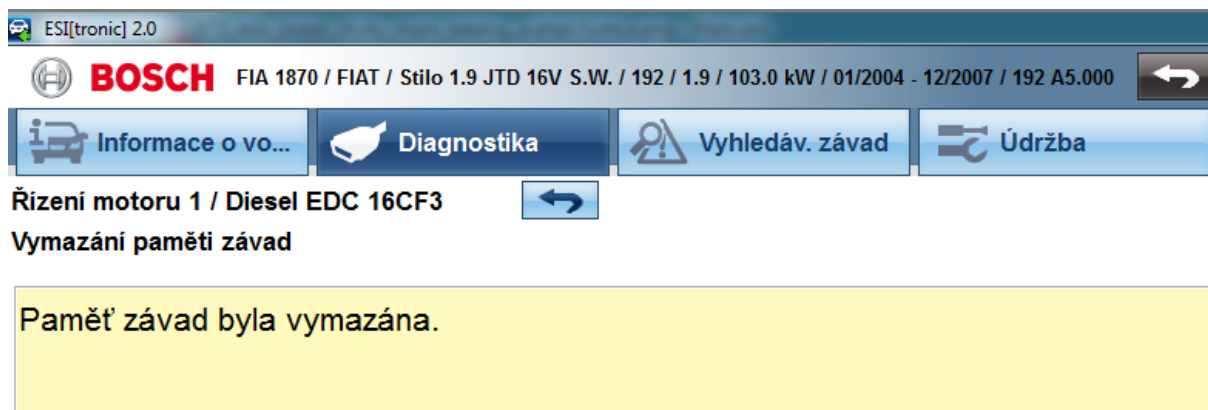 ESI[tronic] 2.0
BOSCH FIA 1870 / FIAT / Stilo 1.9 JTD 16V S.W. / 192 / 1.9 / 103.0 kW / 01/2004 - 12/2007 / 192 A5.000
Informace o vo... Diagnostika Vyhledáv. závad Údržba
Řízení motoru 1 / Diesel EDC 16CF3
Vymazání paměti závad
Paměť závad byla vymazána.